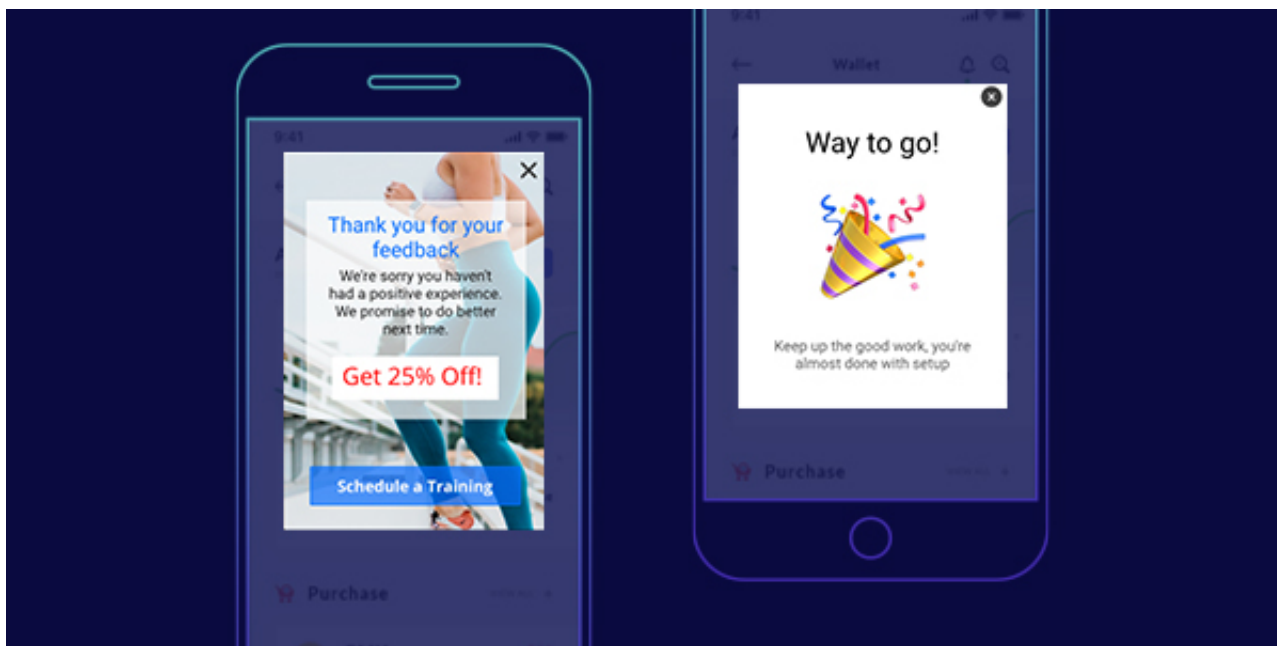 9:41
Thank you for your
feedback
We're sorry you haven't
had a positive experience.
We promise to do better
next time.
Get 25% Off!
Schedule a Training
Purchase
9:41
Wallet
Way to go!
Keep up the good work, you're
almost done with setup
Purchase
VIEW ALL